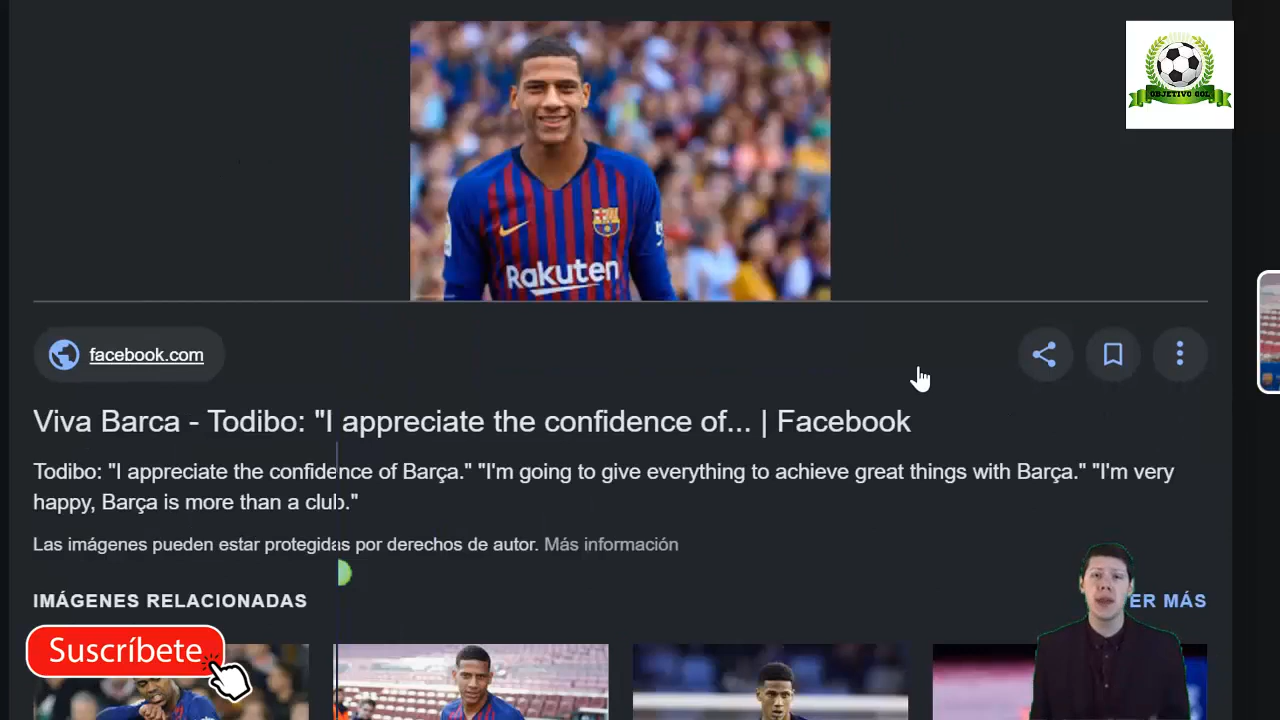 OBJETIVO GOL
Rakuten
facebook.com
Viva Barca - Todibo: "I appreciate the confidence of... | Facebook
Todibo: "I appreciate the confidence of Barça." "I'm going to give everything to achieve great things with Barça." "I'm very
happy, Barça is more than a club."
Las imágenes pueden estar protegidas por derechos de autor. Más información
IMÁGENES RELACIONADAS
ER MÁS
Suscríbete